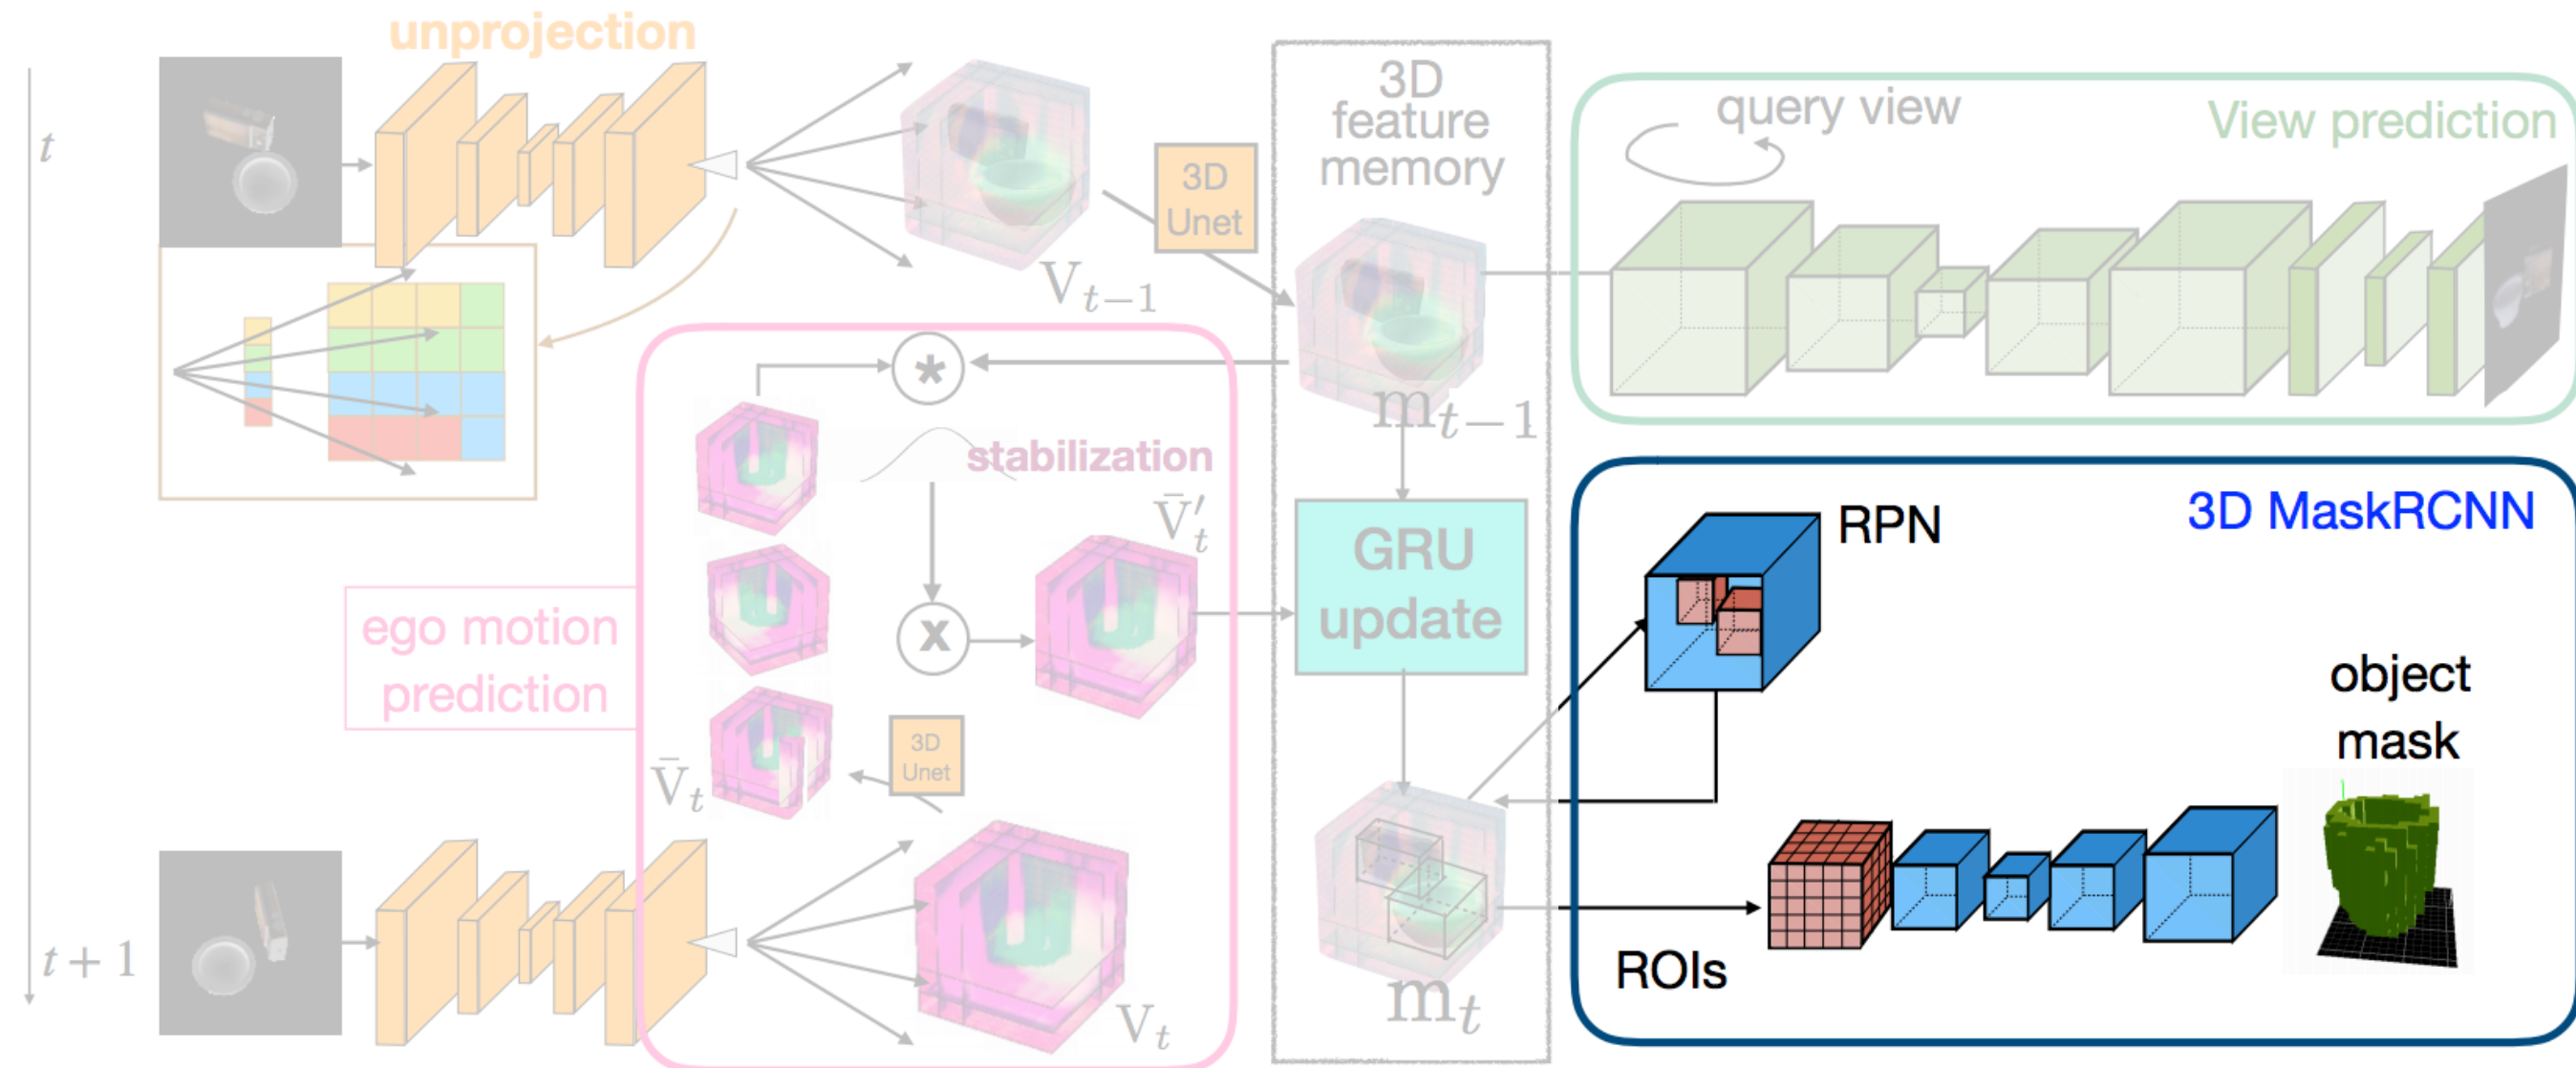 unprojection
t
V_{t-1}
3D
Unet
3D
feature
memory
m_{t-1}
query view
View prediction
*
stabilization
V̄′_t
x
ego motion
prediction
V̄_t
3D
Unet
GRU
update
RPN
3D MaskRCNN
object
mask
ROIs
t + 1
V_t
m_t